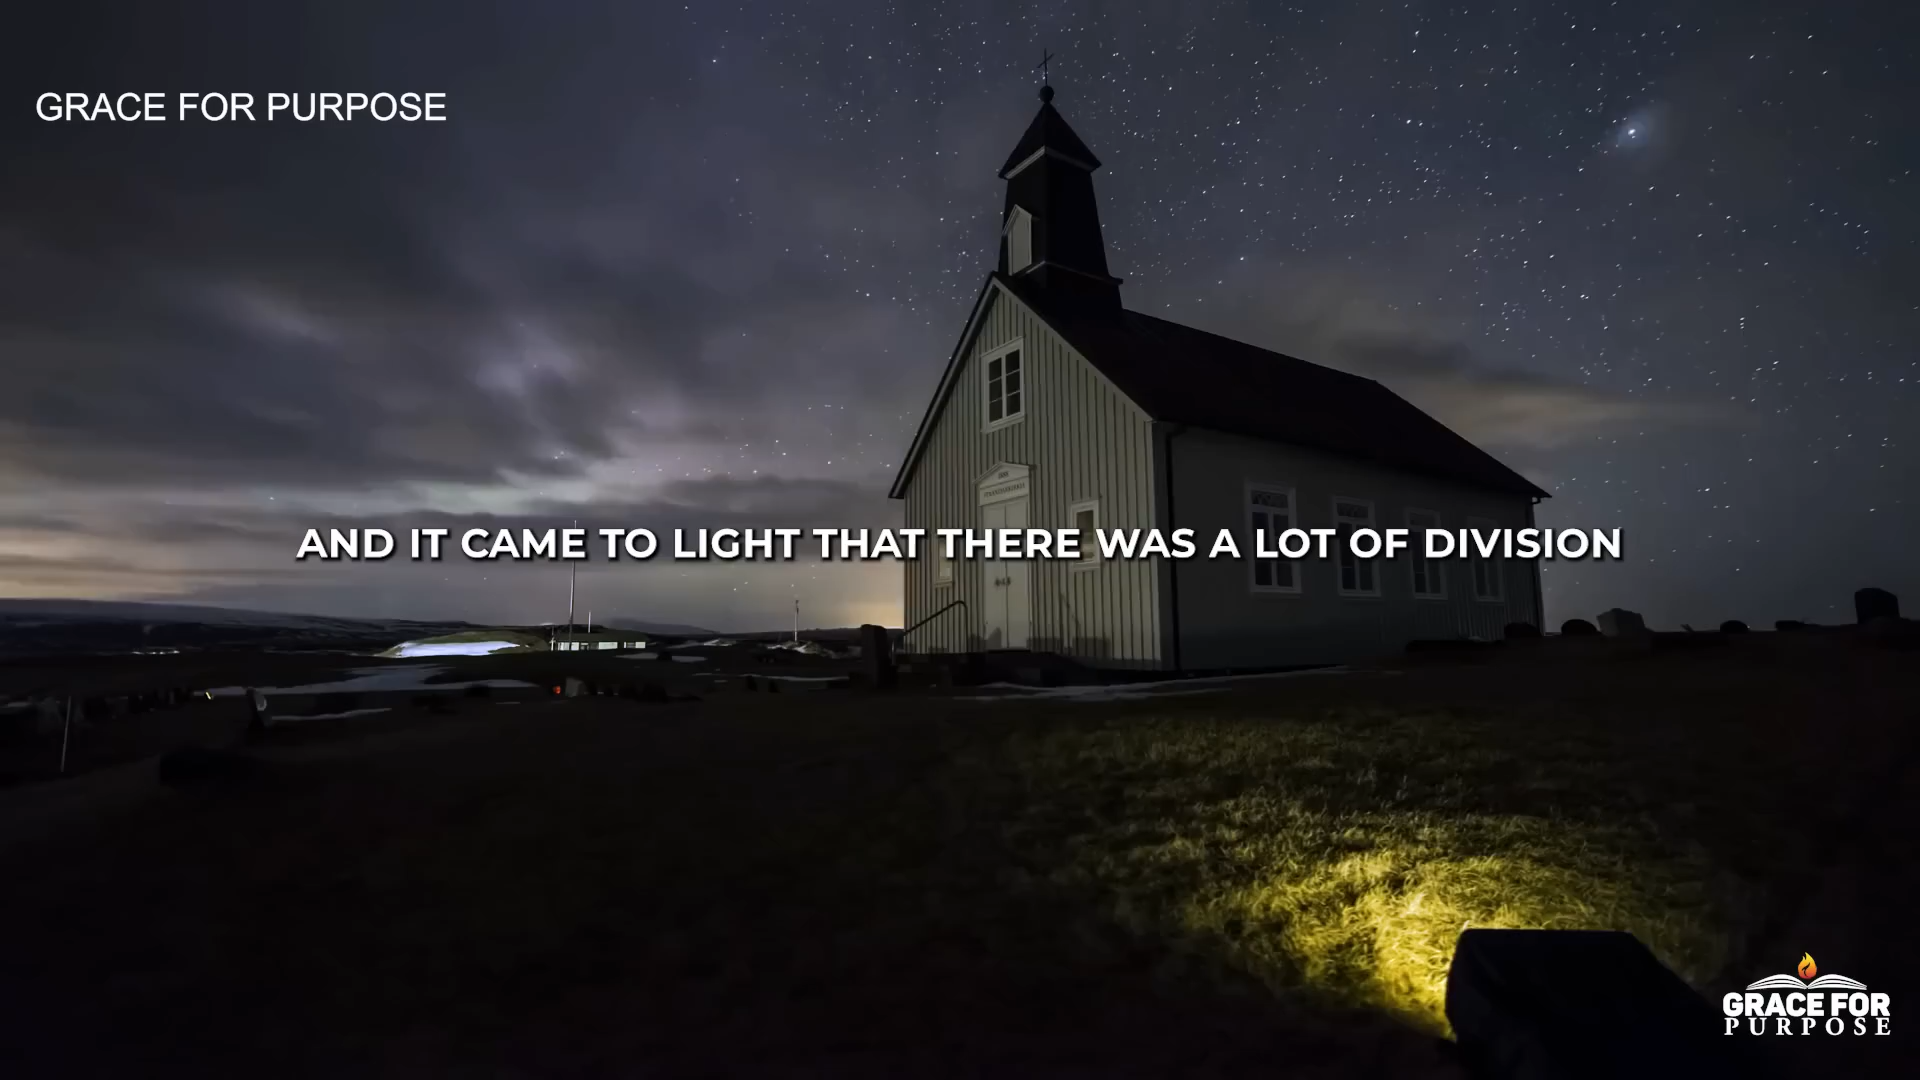 GRACE FOR PURPOSE
AND IT CAME TO LIGHT THAT THERE WAS A LOT OF DIVISION
GRACE FOR
PURPOSE